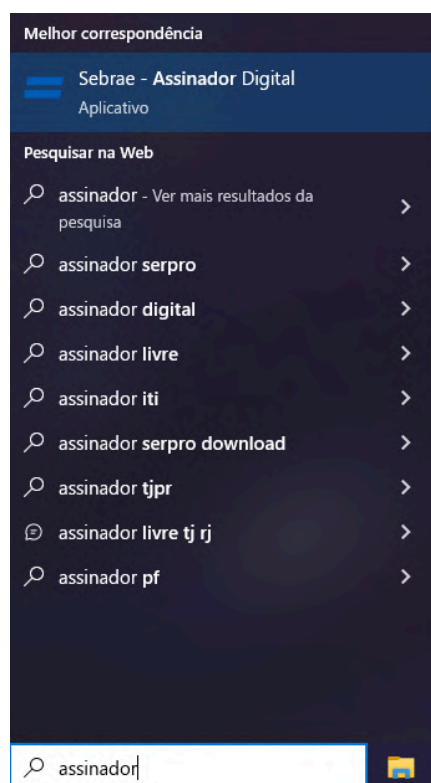 Melhor correspondência
Sebrae - Assinador Digital
Aplicativo
Pesquisar na Web
assinador - Ver mais resultados da
pesquisa
assinador serpro
assinador digital
assinador livre
assinador iti
assinador serpro download
assinador tjpr
assinador livre tj rj
assinador pf
assinador